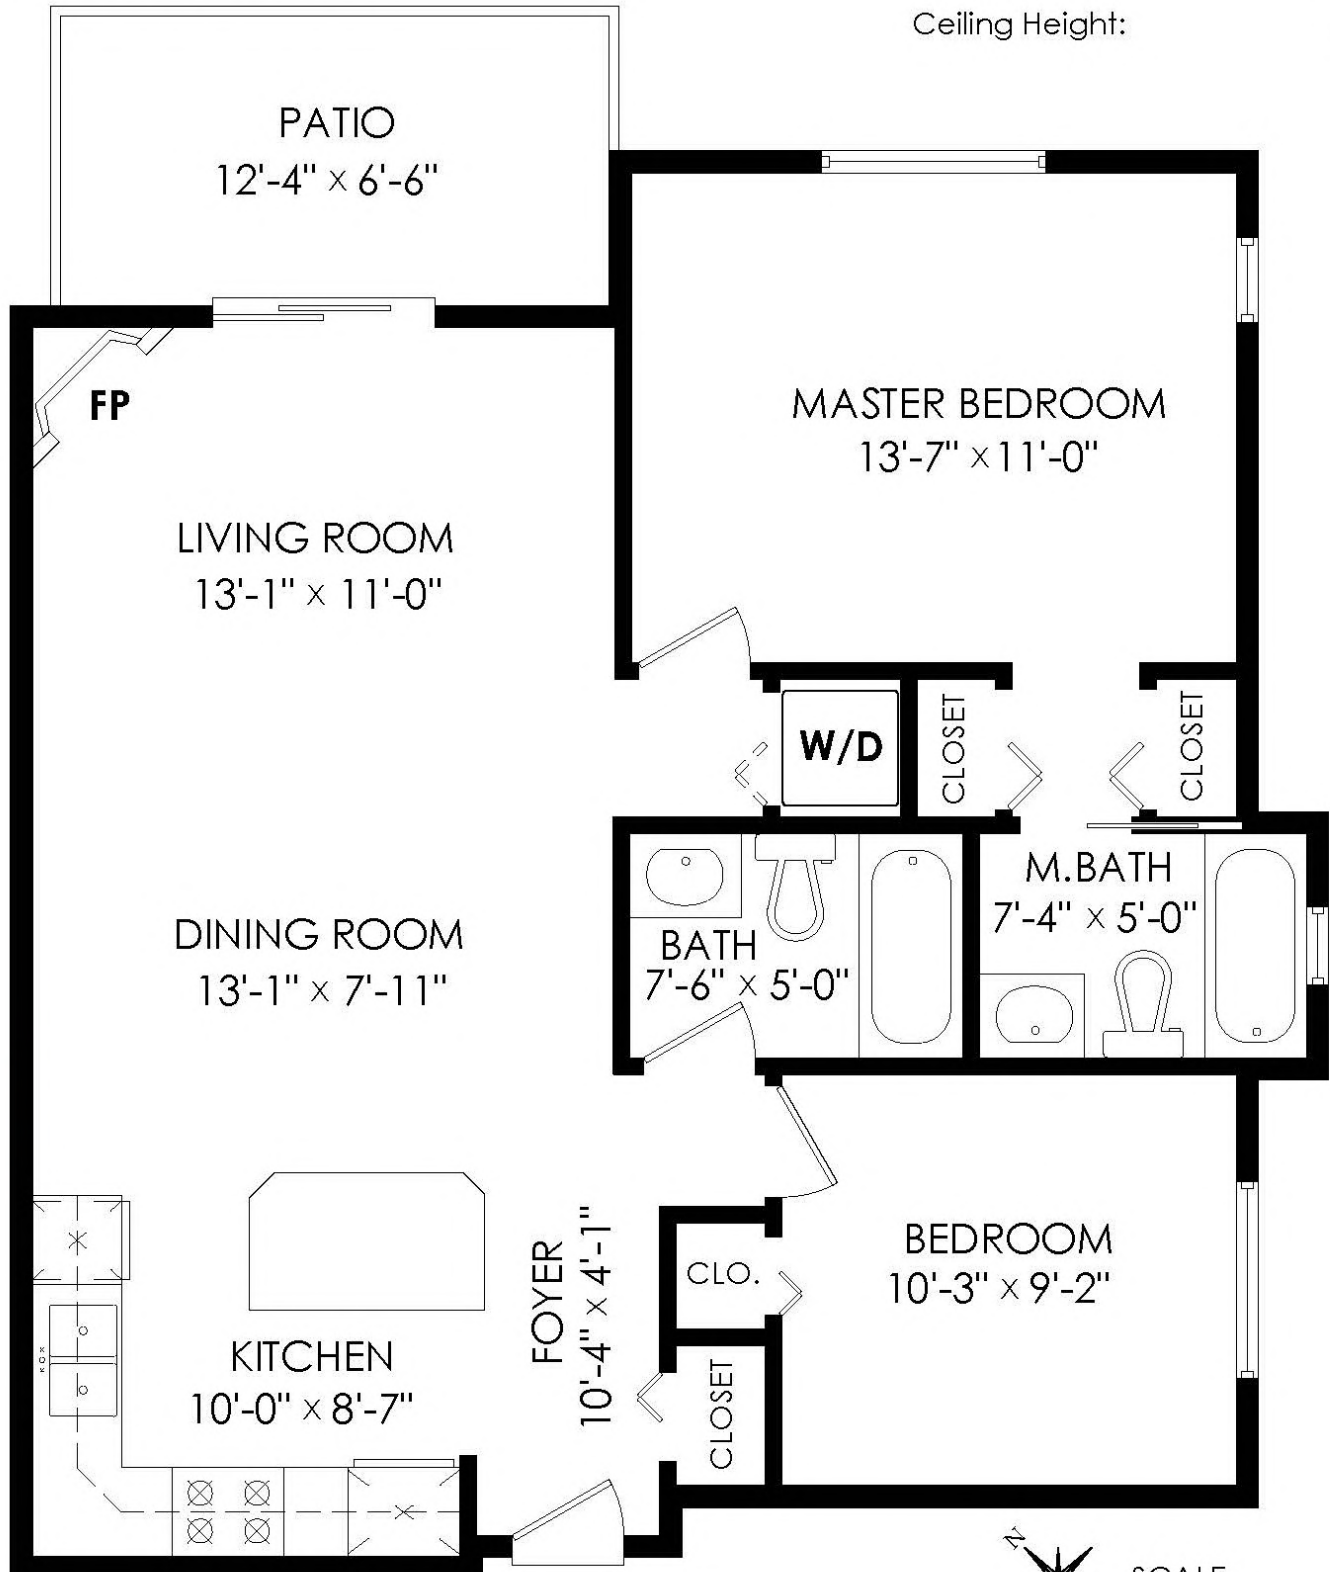 Ceiling Height:
PATIO
12'-4" x 6'-6"
MASTER BEDROOM
13'-7" x 11'-0"
FP
LIVING ROOM
13'-1" x 11'-0"
W/D
CLOSET
CLOSET
M.BATH
7'-4" x 5'-0"
BATH
7'-6" x 5'-0"
DINING ROOM
13'-1" x 7'-11"
BEDROOM
10'-3" x 9'-2"
CLO.
FOYER
10'-4" x 4'-1"
KITCHEN
10'-0" x 8'-7"
CLOSET
N
SCALE